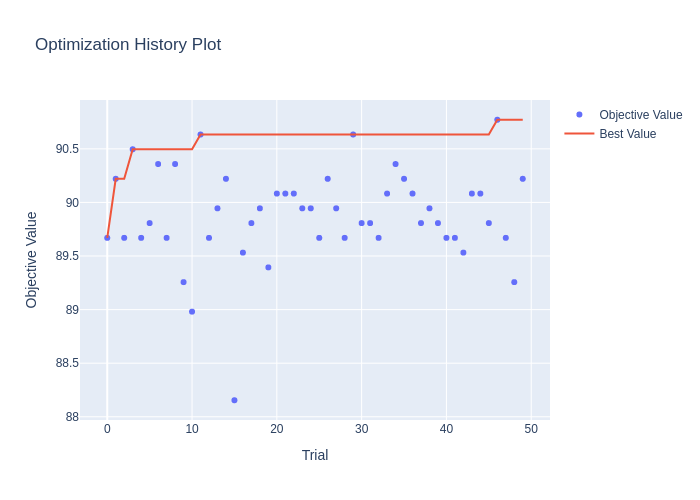 Optimization History Plot
Objective Value
Best Value
90.5
90
89.5
89
88.5
88
0
10
20
30
40
50
Trial
Objective Value